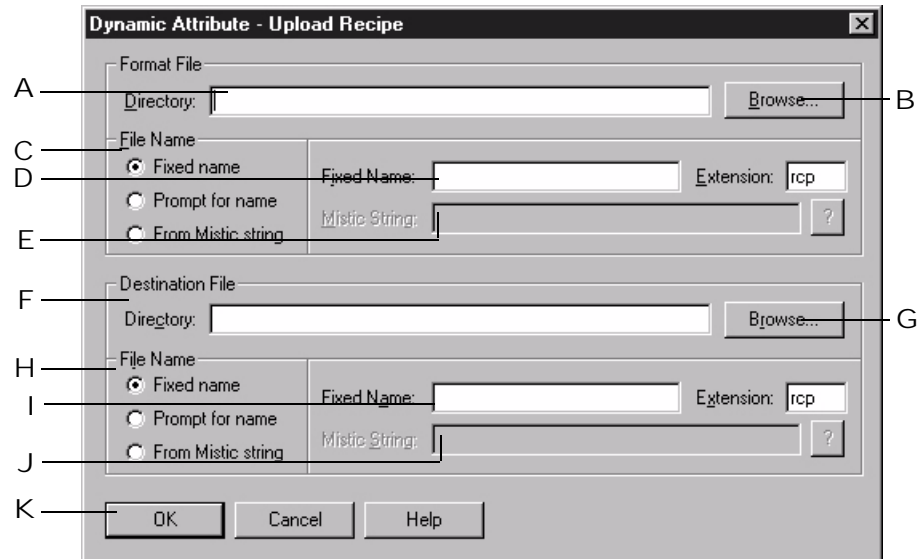 Dynamic Attribute - Upload Recipe
Format File
A
Directory:
Browse...
B
C
File Name
Fixed name
D
Fixed Name:
Extension: rcp
Prompt for name
Mistic String:
?
E
From Mistic string
Destination File
F
Directory:
Browse...
G
File Name
H
Fixed name
I
Fixed Name:
Extension: rcp
Prompt for name
Mistic String:
?
J
From Mistic string
K
OK
Cancel
Help